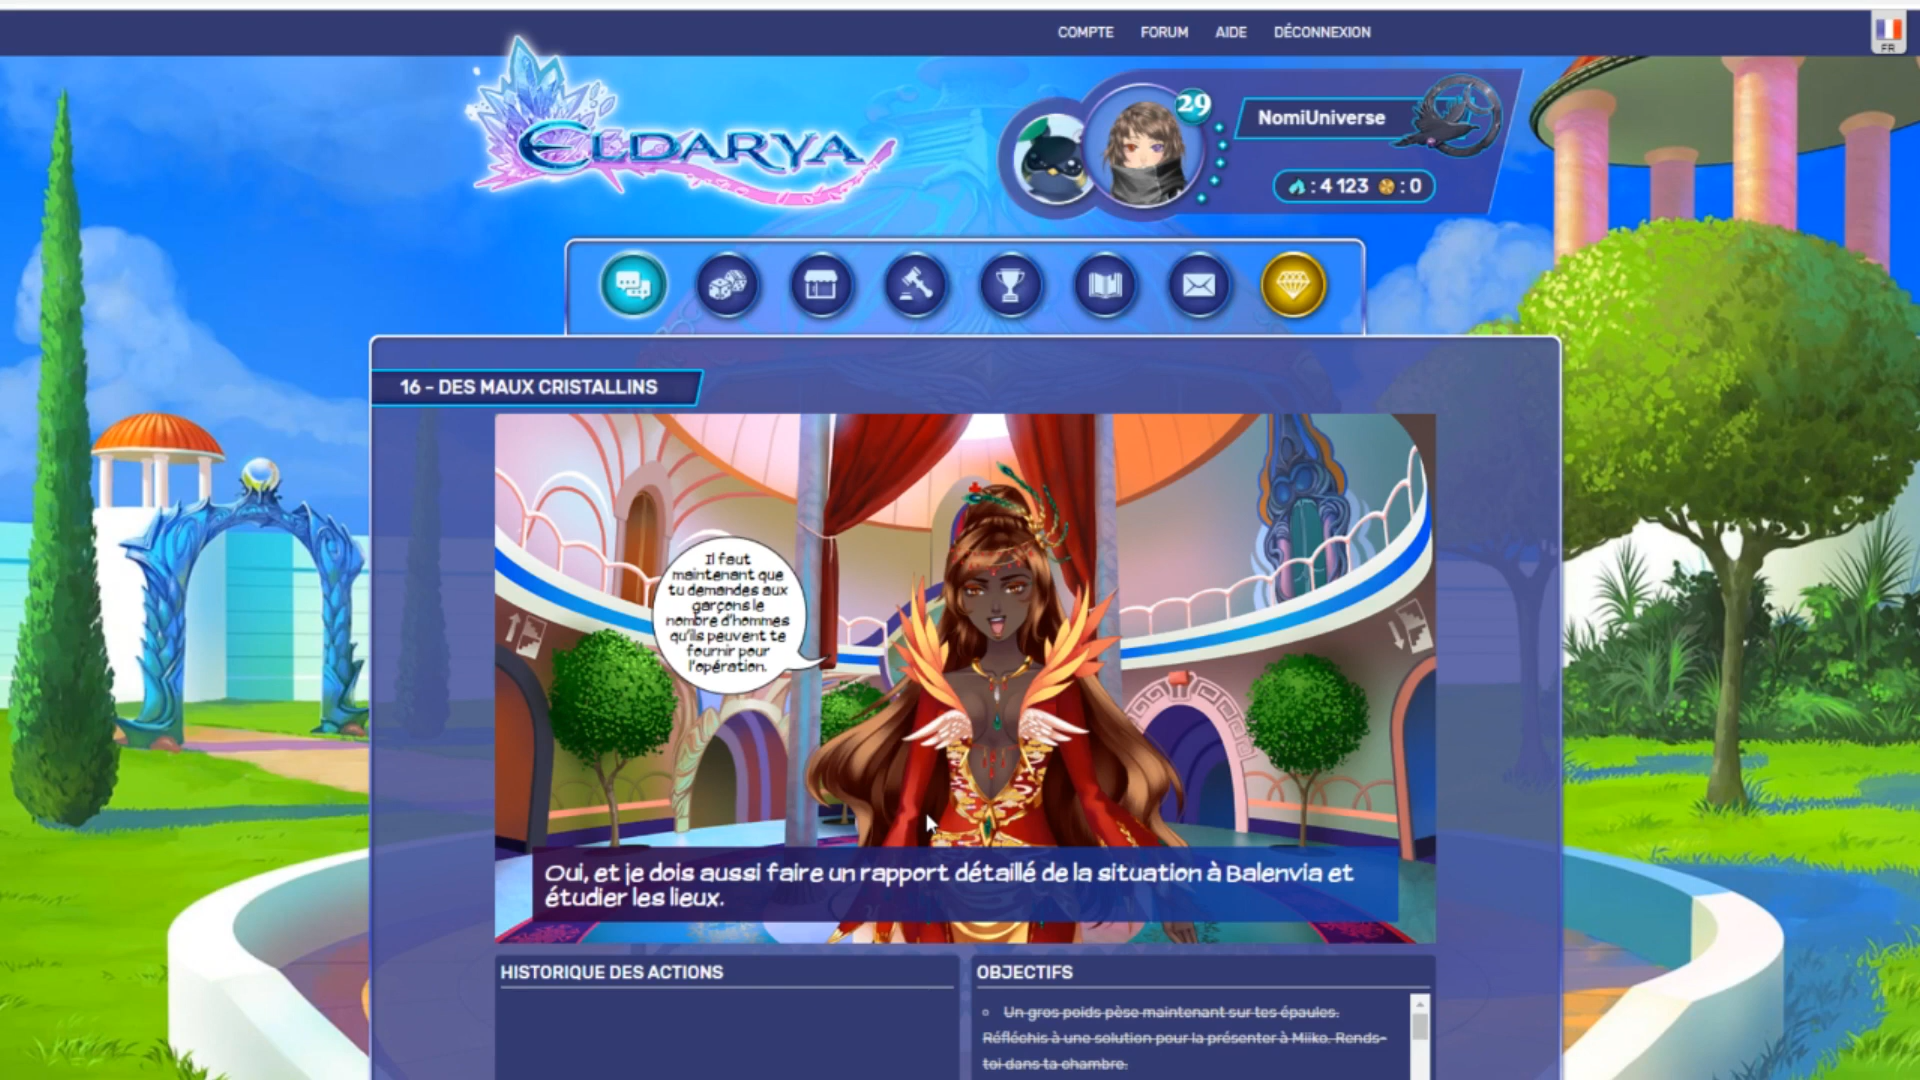 COMPTE FORUM AIDE DÉCONNEXION
FR
ELDARYA
29
NomiUniverse
: 4 123 : 0
16 - DES MAUX CRISTALLINS
Il faut
maintenant que
tu demandes aux
garçons le
nombre d'hommes
qu'ils peuvent te
fournir pour
l'opération.
Oui, et je dois aussi faire un rapport détaillé de la situation à Balenvia et
étudier les lieux.
HISTORIQUE DES ACTIONS
OBJECTIFS
Un gros poids pèse maintenant sur tes épaules.
Réfléchis à une solution pour la présenter à Miiko. Rends-
toi dans ta chambre.